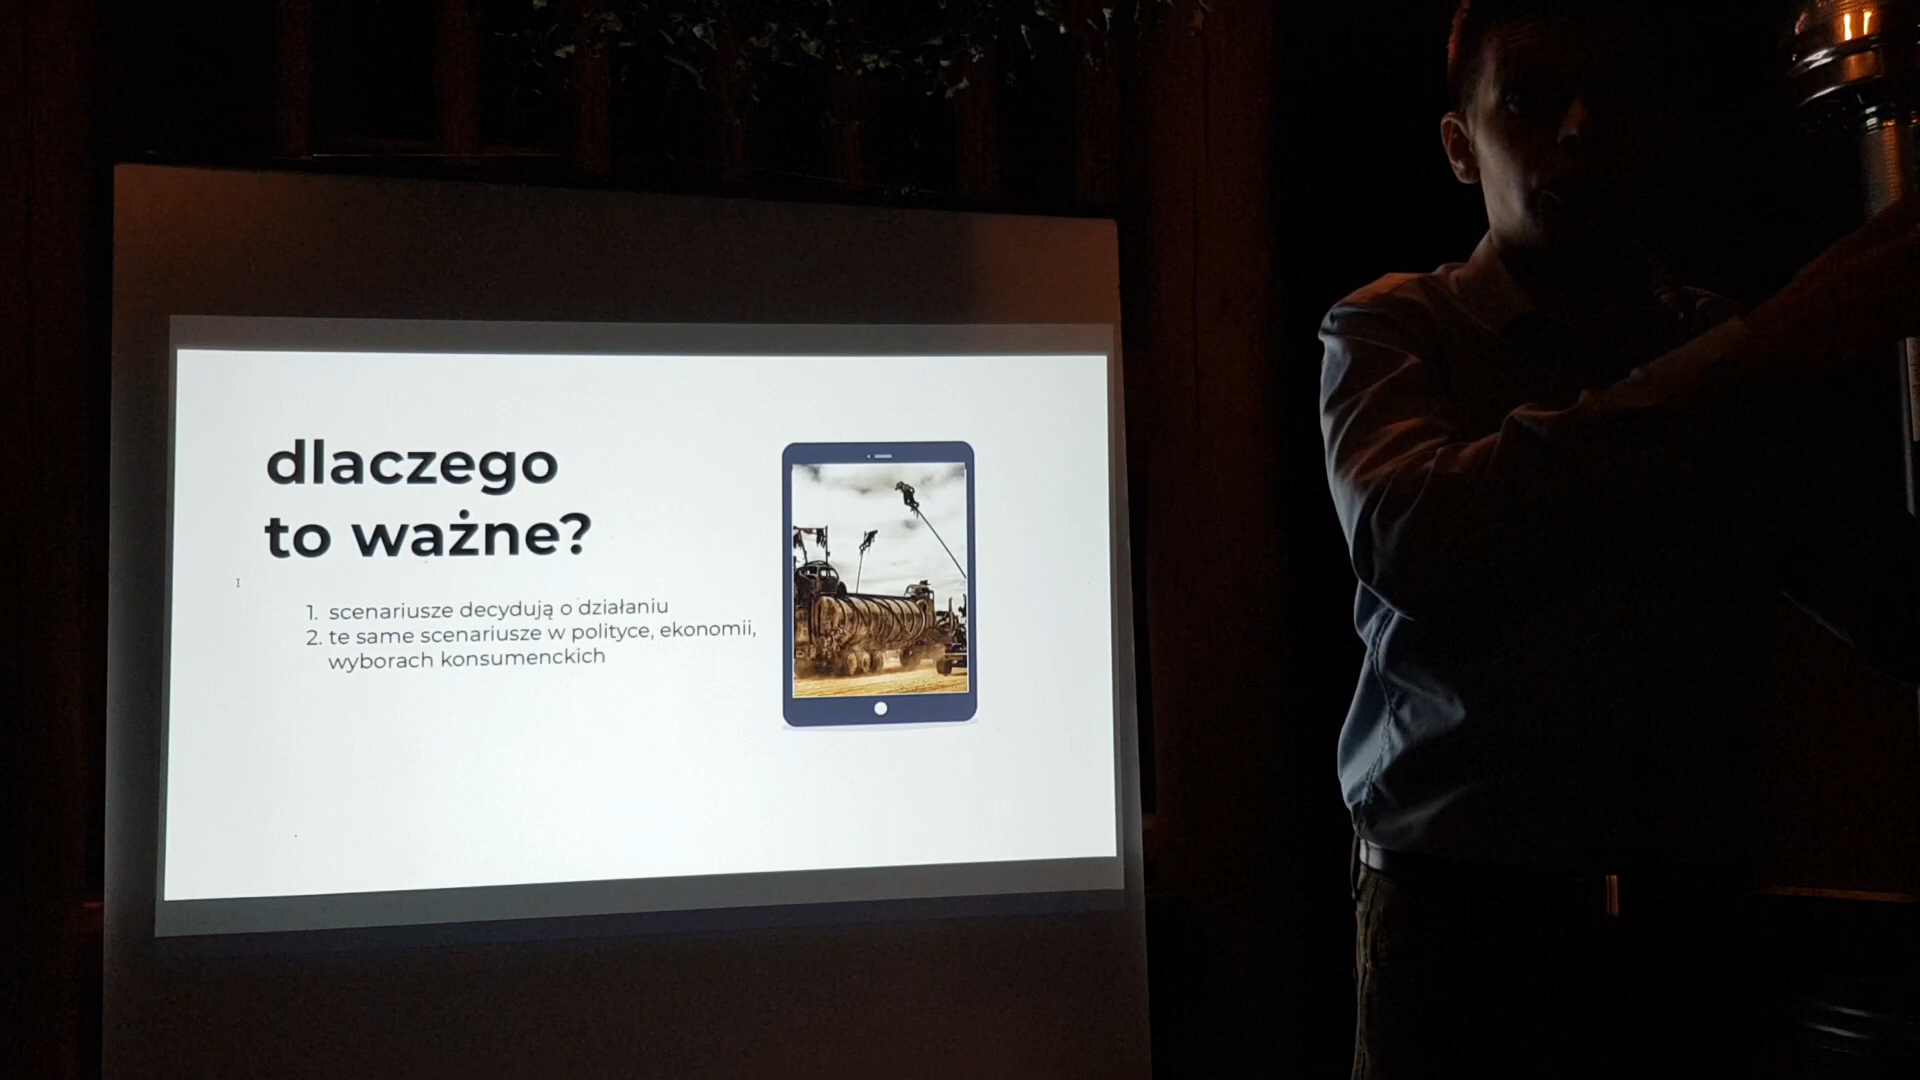 dlaczego
to ważne?
1. scenariusze decydują o działaniu
2. te same scenariusze w polityce, ekonomii,
wyborach konsumenckich